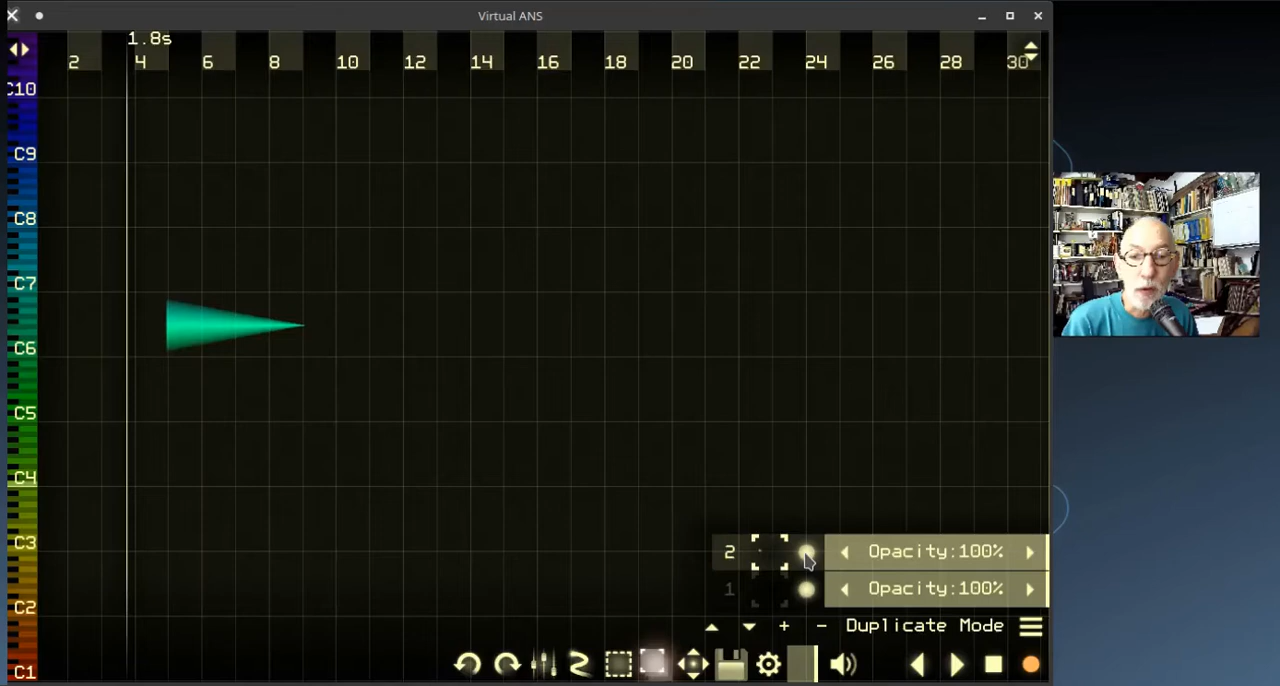 Virtual ANS
1.8s
2 4 6 8 10 12 14 16 18 20 22 24 26 28 30
C10
C9
C8
C7
C6
C5
C4
C3
C2
C1
2 Opacity:100%
1 Opacity:100%
+ - Duplicate Mode